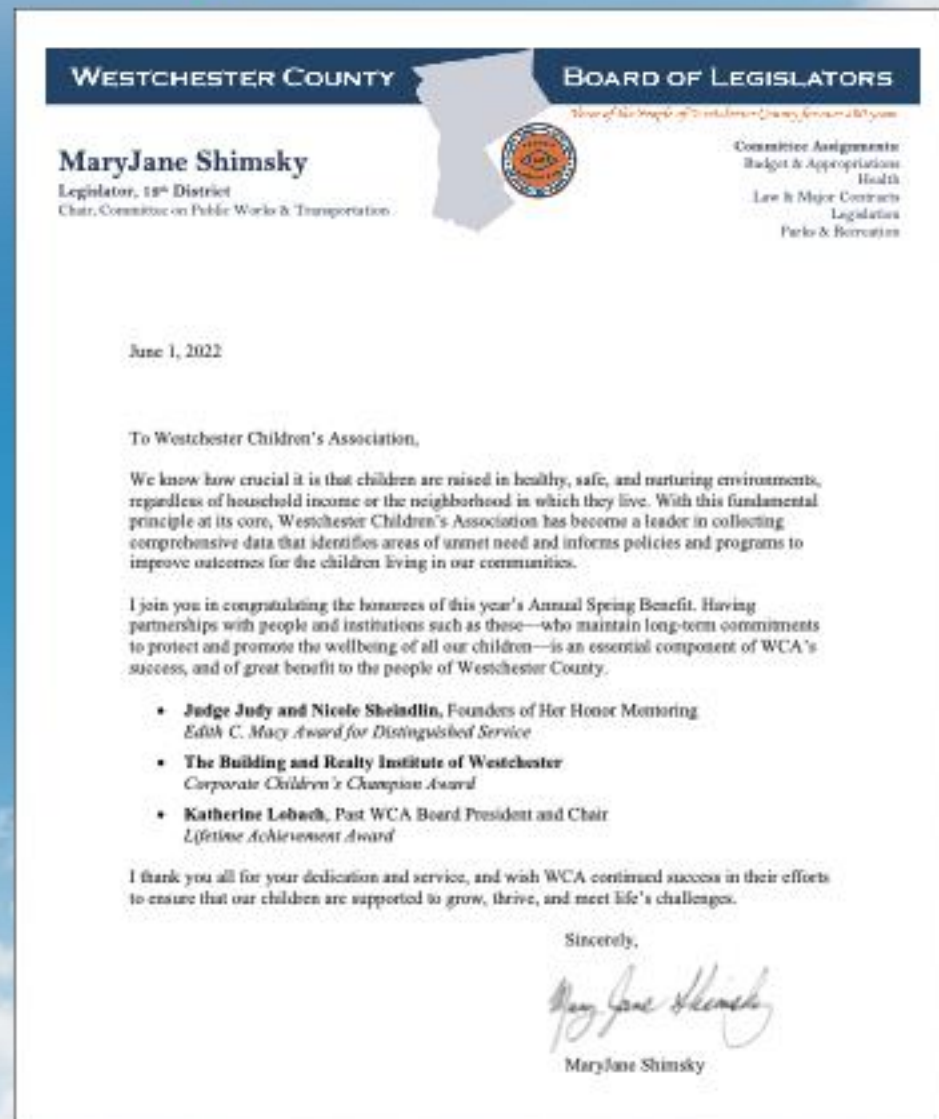 WESTCHESTER COUNTY
BOARD OF LEGISLATORS
MaryJane Shimsky
Legislator, District
Chair, Committee on Public Works & Transportation
Committee Assignments:
Budget & Appropriations
Health
Law & Major Contracts
Legislation
Parks & Recreation
June 1, 2022
To Westchester Children's Association,
We know how crucial it is that children are raised in healthy, safe, and nurturing environments,
regardless of household income or the neighborhood in which they live. With this fundamental
principle at its core, Westchester Children's Association has become a leader in collecting
comprehensive data that identifies areas of unmet need and informs policies and programs to
improve outcomes for the children living in our communities.
I join you in congratulating the honorees of this year's Annual Spring Benefit. Having
partnerships with people and institutions such as these—who maintain long-term commitments
to protect and promote the wellbeing of all our children—is an essential component of WCA's
success, and of great benefit to the people of Westchester County.
• Judge Judy and Nicole Sheindlin, Founders of Her Honor Mentoring
Edith C. Macy Award for Distinguished Service
• The Building and Realty Institute of Westchester
Corporate Children's Champion Award
• Katherine Lobach, Past WCA Board President and Chair
Lifetime Achievement Award
I thank you all for your dedication and service, and wish WCA continued success in their efforts
to ensure that our children are supported to grow, thrive, and meet life's challenges.
Sincerely,
Mary Jane Shimsky
MaryJane Shimsky